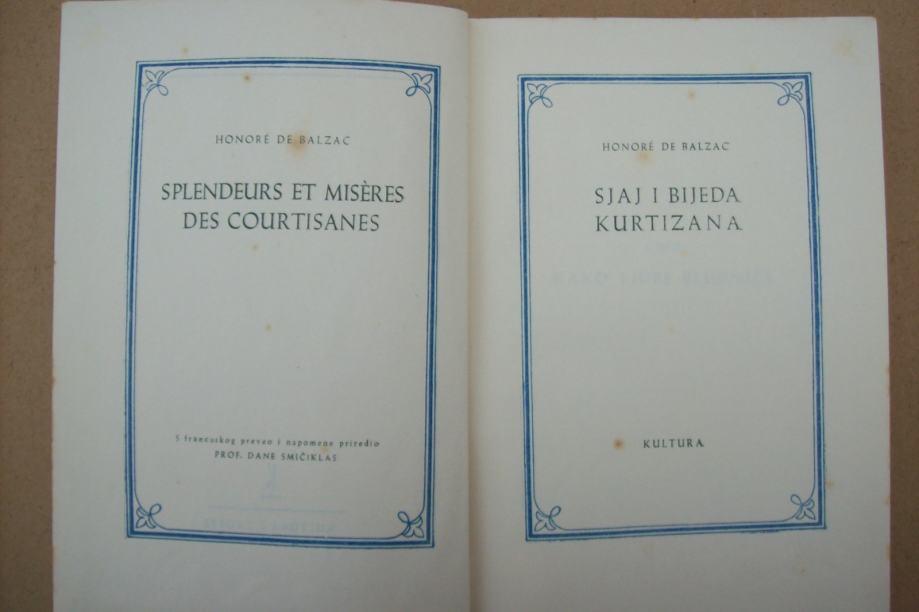 HONORÉ DE BALZAC
SPLENDEURS ET MISÈRES
DES COURTISANES
S francuskog preveo i napomene priredio
PROF. DANE SMIČIKLAS
HONORÉ DE BALZAC
SJAJ I BIJEDA
KURTIZANA
KULTURA